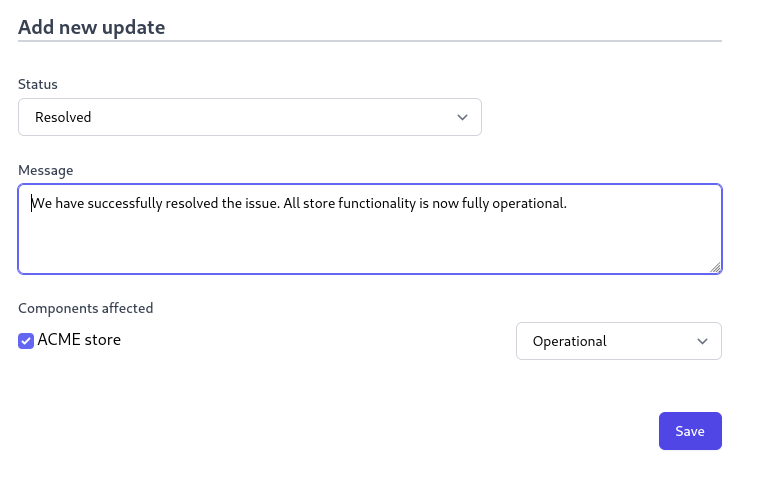 Add new update
Status
Resolved
Message
We have successfully resolved the issue. All store functionality is now fully operational.
Components affected
ACME store
Operational
Save